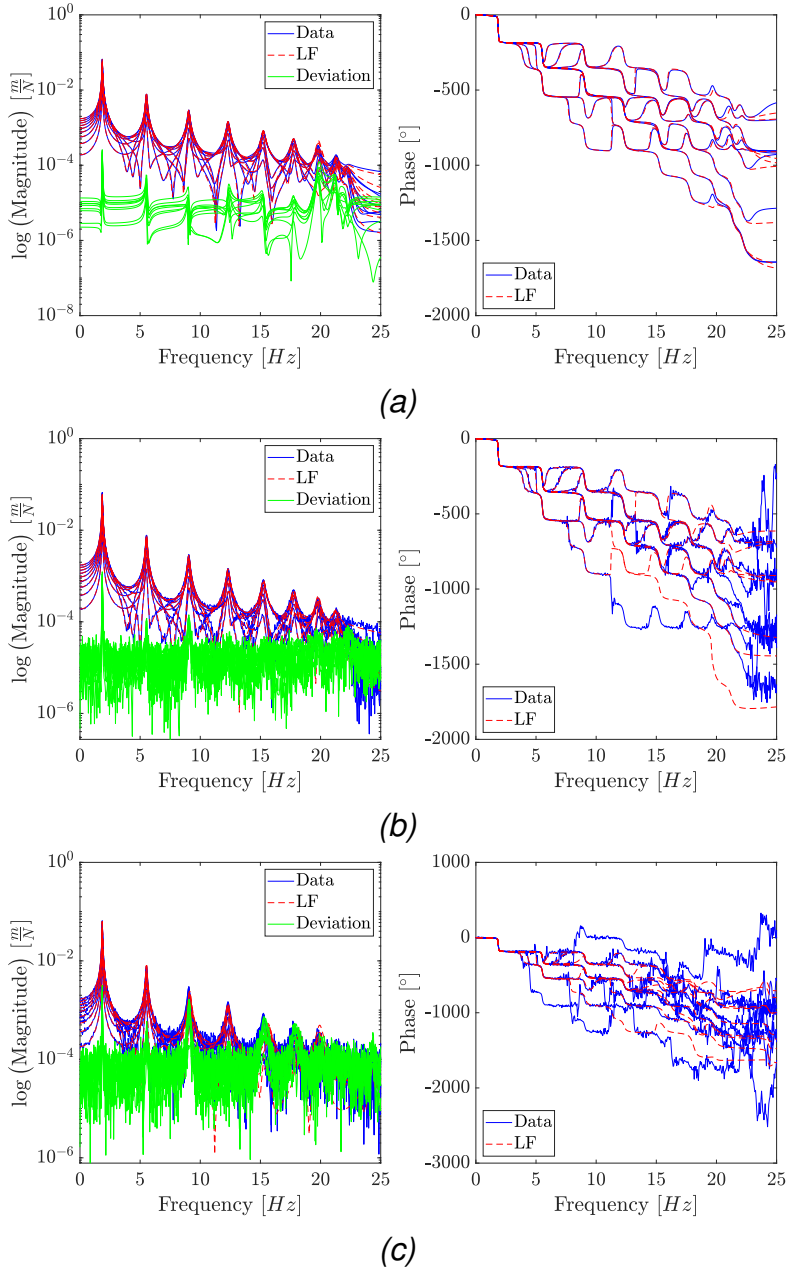 10^0
10^-2
10^-4
10^-6
10^-8
log (Magnitude) [m/N]
0 5 10 15 20 25
Frequency [Hz]
Data
LF
Deviation
0
-500
-1000
-1500
-2000
Phase [°]
0 5 10 15 20 25
Frequency [Hz]
Data
LF
(a)
10^0
10^-2
10^-4
10^-6
log (Magnitude) [m/N]
0 5 10 15 20 25
Frequency [Hz]
Data
LF
Deviation
0
-500
-1000
-1500
-2000
Phase [°]
0 5 10 15 20 25
Frequency [Hz]
Data
LF
(b)
10^0
10^-2
10^-4
10^-6
log (Magnitude) [m/N]
0 5 10 15 20 25
Frequency [Hz]
Data
LF
Deviation
1000
0
-1000
-2000
-3000
Phase [°]
0 5 10 15 20 25
Frequency [Hz]
Data
LF
(c)